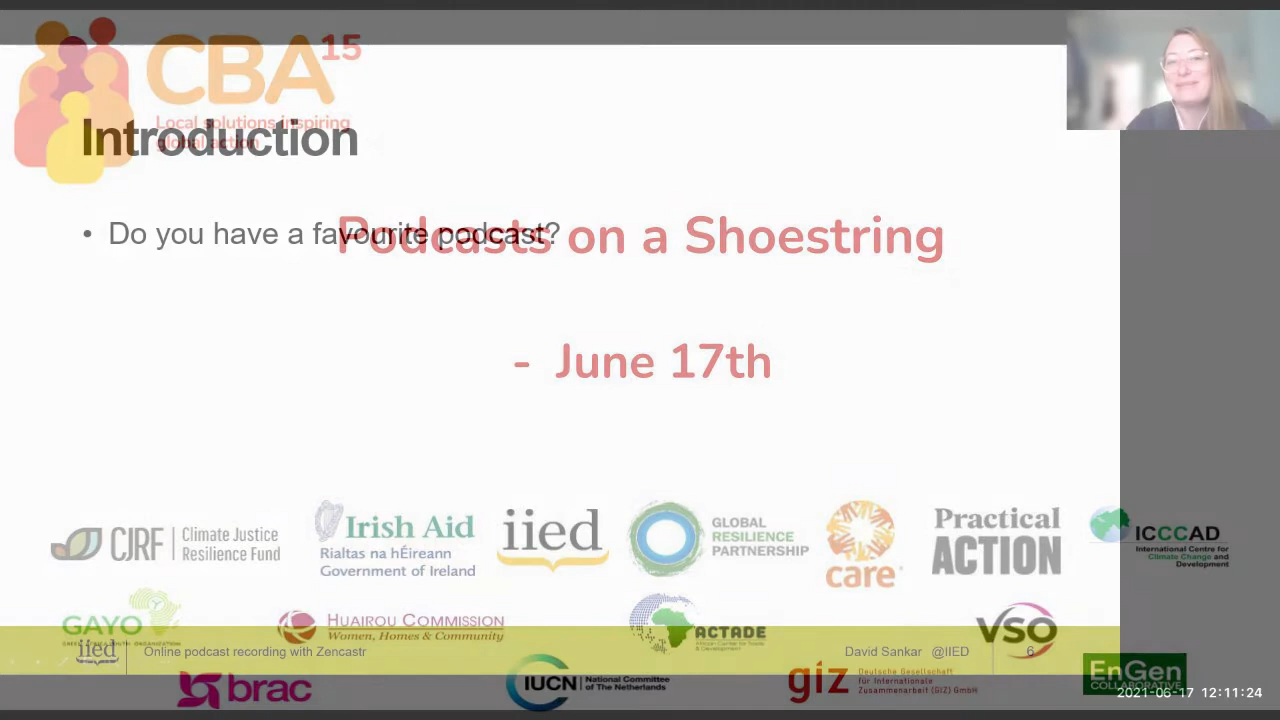 CBA15
Local solutions inspiring
global action
Introduction
• Do you have a favourite podcast?
Podcasts on a Shoestring
- June 17th
CJRF Climate Justice
Resilience Fund
Irish Aid
Rialtas na hÉireann
Government of Ireland
iied
GLOBAL
RESILIENCE
PARTNERSHIP
care
Practical
ACTION
ICCCAD
International Centre for
Climate Change and
Development
GAYO
HUAIROU COMMISSION
Women, Homes & Community
ACTADE
VSO
iied
Online podcast recording with Zencastr
David Sankar @IIED
6
brac
IUCN National Committee
of The Netherlands
giz Deutsche Gesellschaft
für Internationale
Zusammenarbeit (GIZ) GmbH
EnGen
COLLABORATIVE
2021-06-17 12:11:24